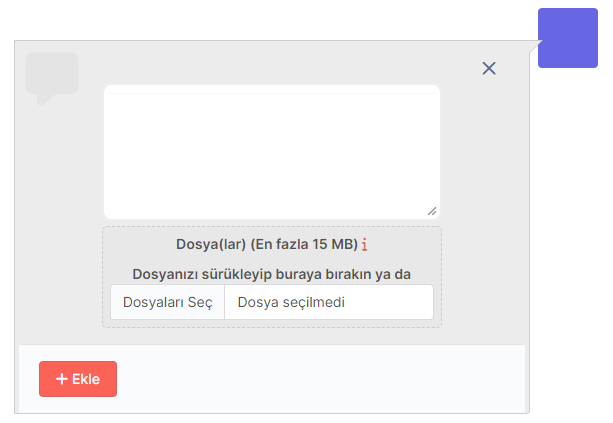 Dosya(lar) (En fazla 15 MB) i
Dosyanızı sürükleyip buraya bırakın ya da
Dosyaları Seç Dosya seçilmedi
+ Ekle